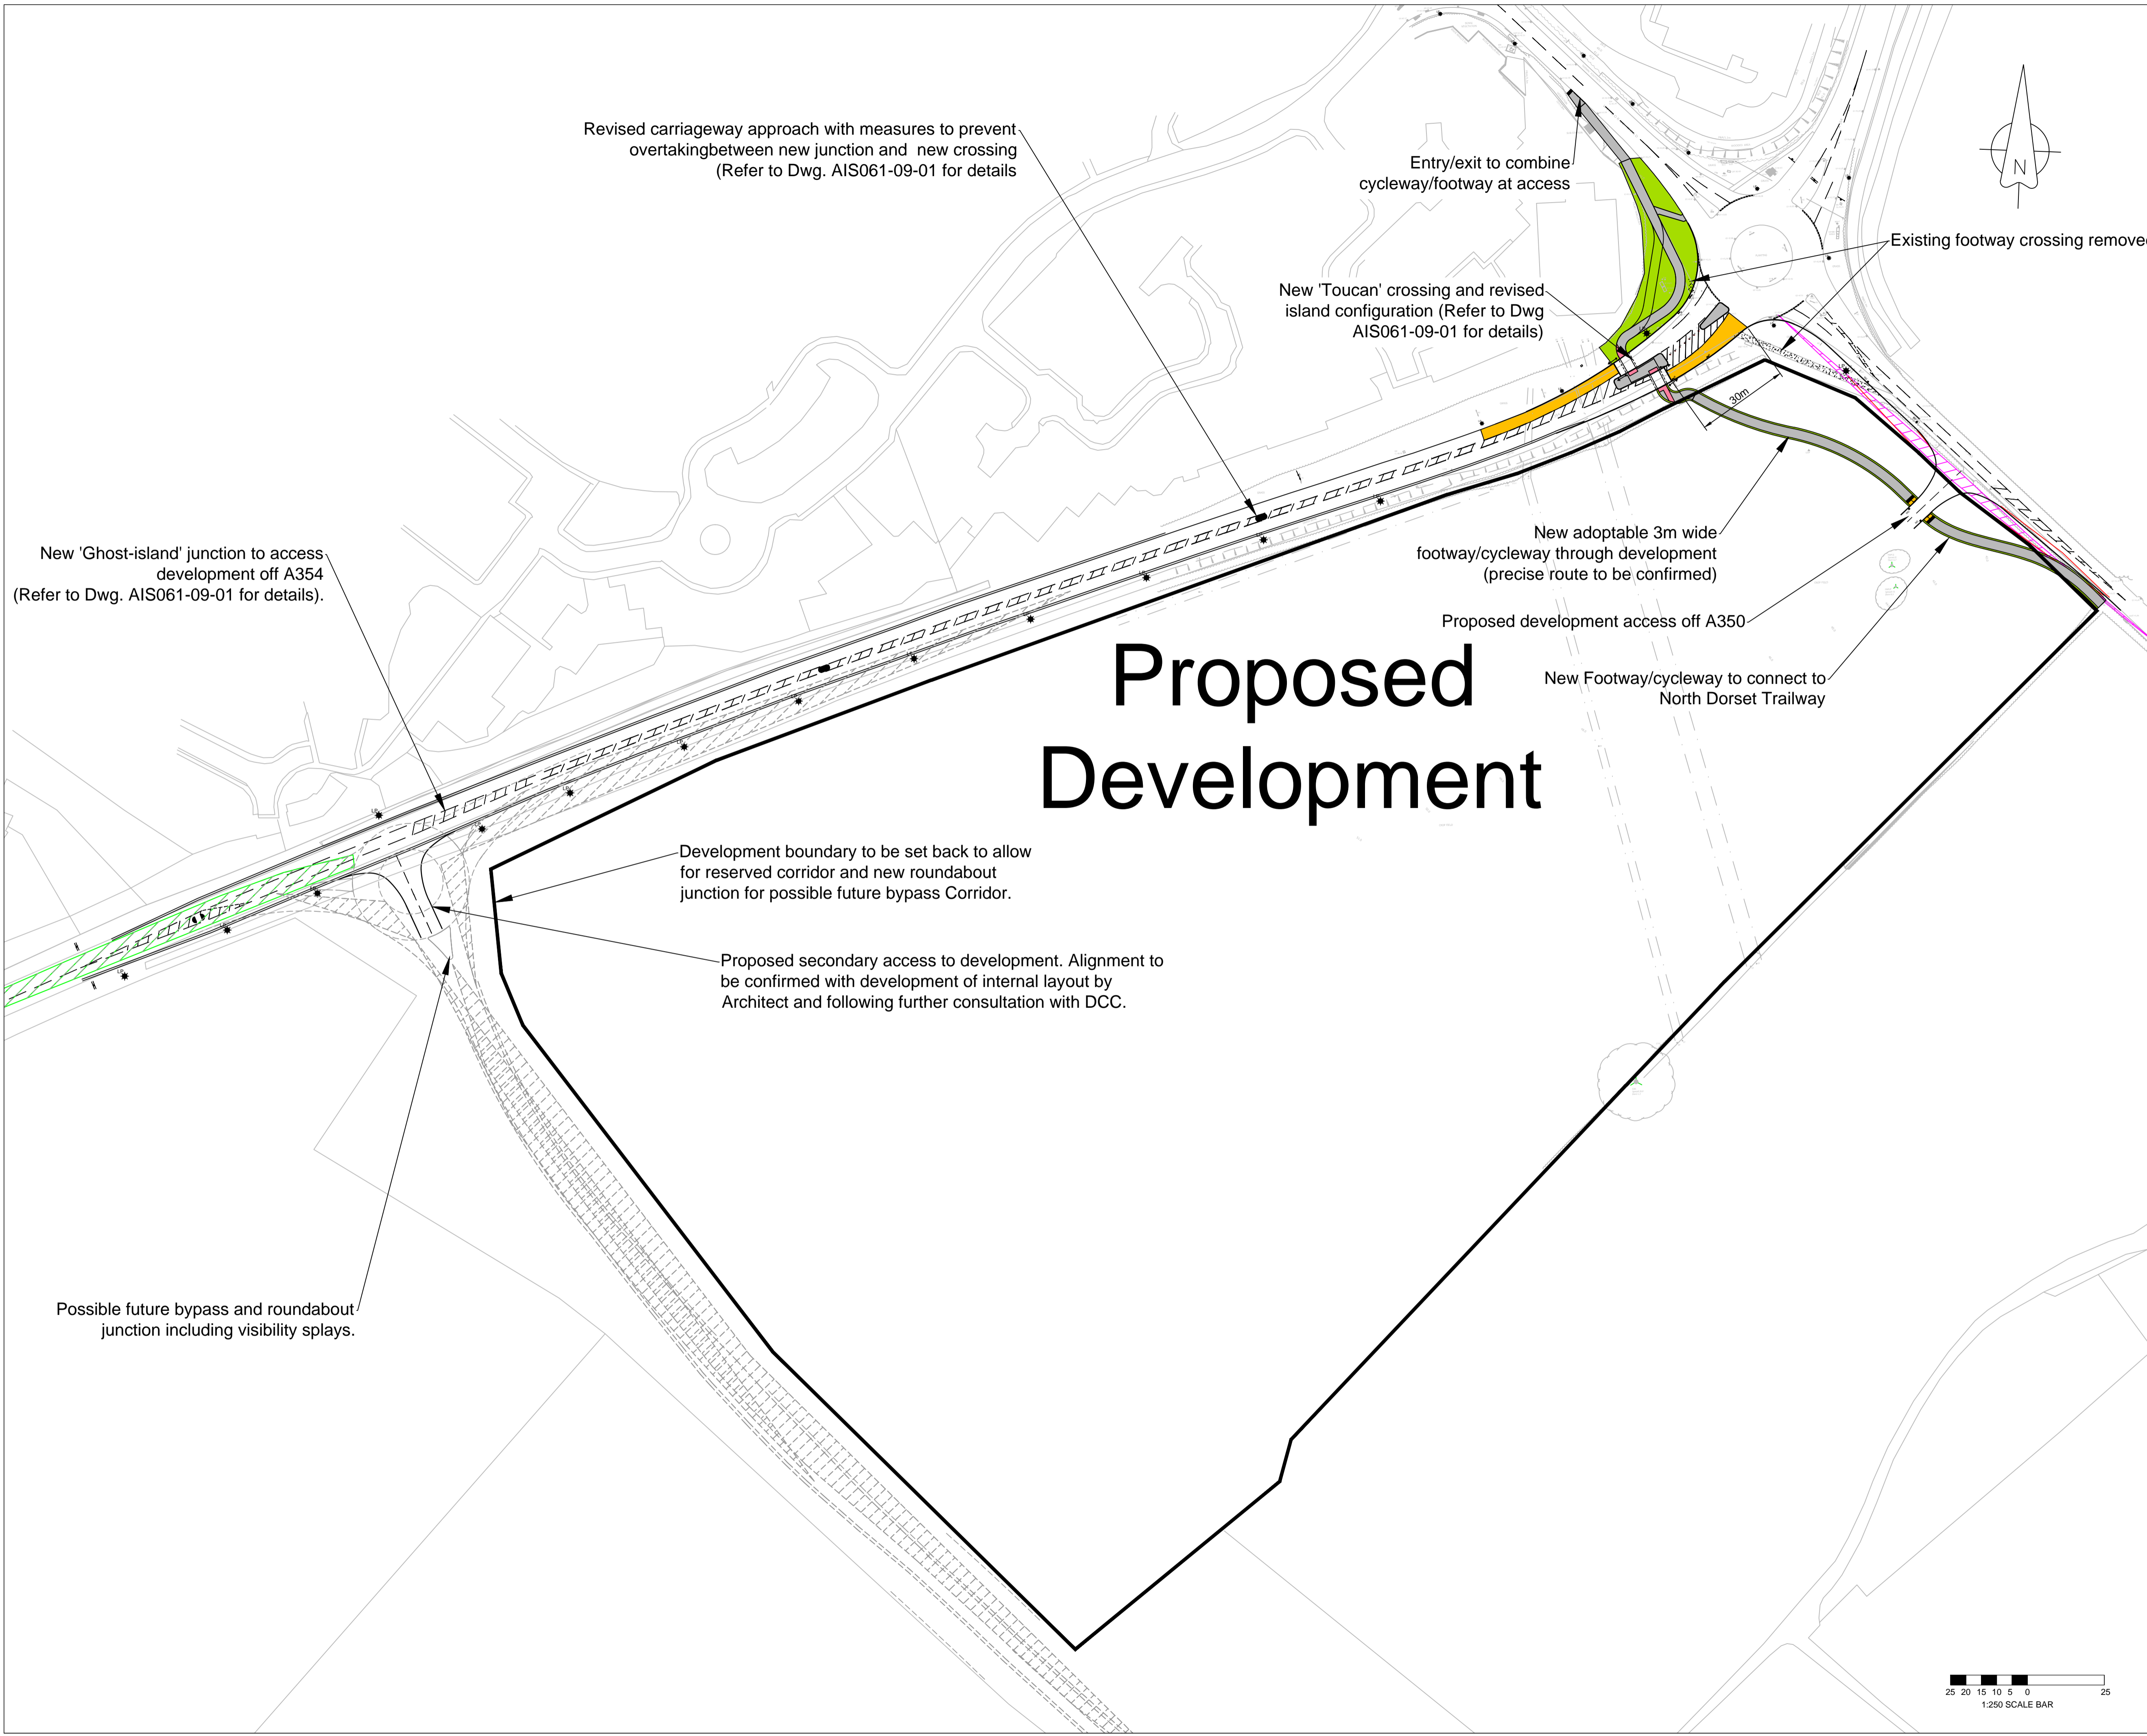 Revised carriageway approach with measures to prevent
overtakingbetween new junction and new crossing
(Refer to Dwg. AIS061-09-01 for details
Entry/exit to combine
cycleway/footway at access
N
Existing footway crossing remove
New 'Toucan' crossing and revised
island configuration (Refer to Dwg
AIS061-09-01 for details)
30m
New 'Ghost-island' junction to access
development off A354
(Refer to Dwg. AIS061-09-01 for details).
New adoptable 3m wide
footway/cycleway through development
(precise route to be confirmed)
Proposed development access off A350
New Footway/cycleway to connect to
North Dorset Trailway
Proposed
Development
Development boundary to be set back to allow
for reserved corridor and new roundabout
junction for possible future bypass Corridor.
Proposed secondary access to development. Alignment to
be confirmed with development of internal layout by
Architect and following further consultation with DCC.
Possible future bypass and roundabout
junction including visibility splays.
25 20 15 10 5 0 25
1:250 SCALE BAR